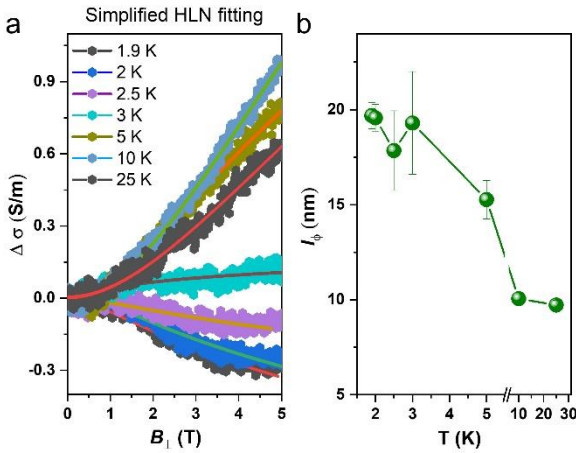 a
Simplified HLN fitting
1.9 K
2 K
2.5 K
3 K
5 K
10 K
25 K
0.9
0.6
0.3
0.0
-0.3
Δ σ (S/m)
0 1 2 3 4 5
B⊥ (T)
b
20
15
10
5
lϕ (nm)
2 3 4 5 10 20 30
T (K)